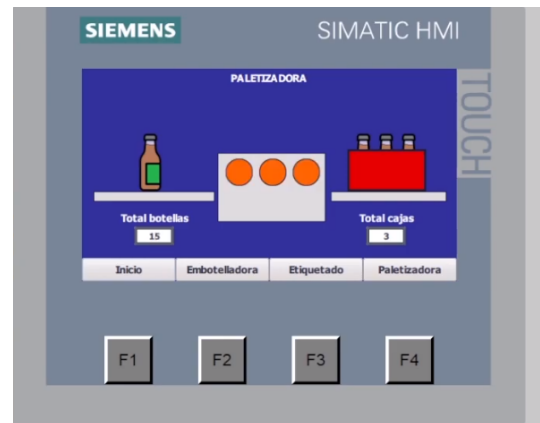 SIEMENS
SIMATIC HMI
TOUCH
PALETIZADORA
Total botellas
15
Total cajas
3
Inicio Embotelladora Etiquetado Paletizadora
F1 F2 F3 F4